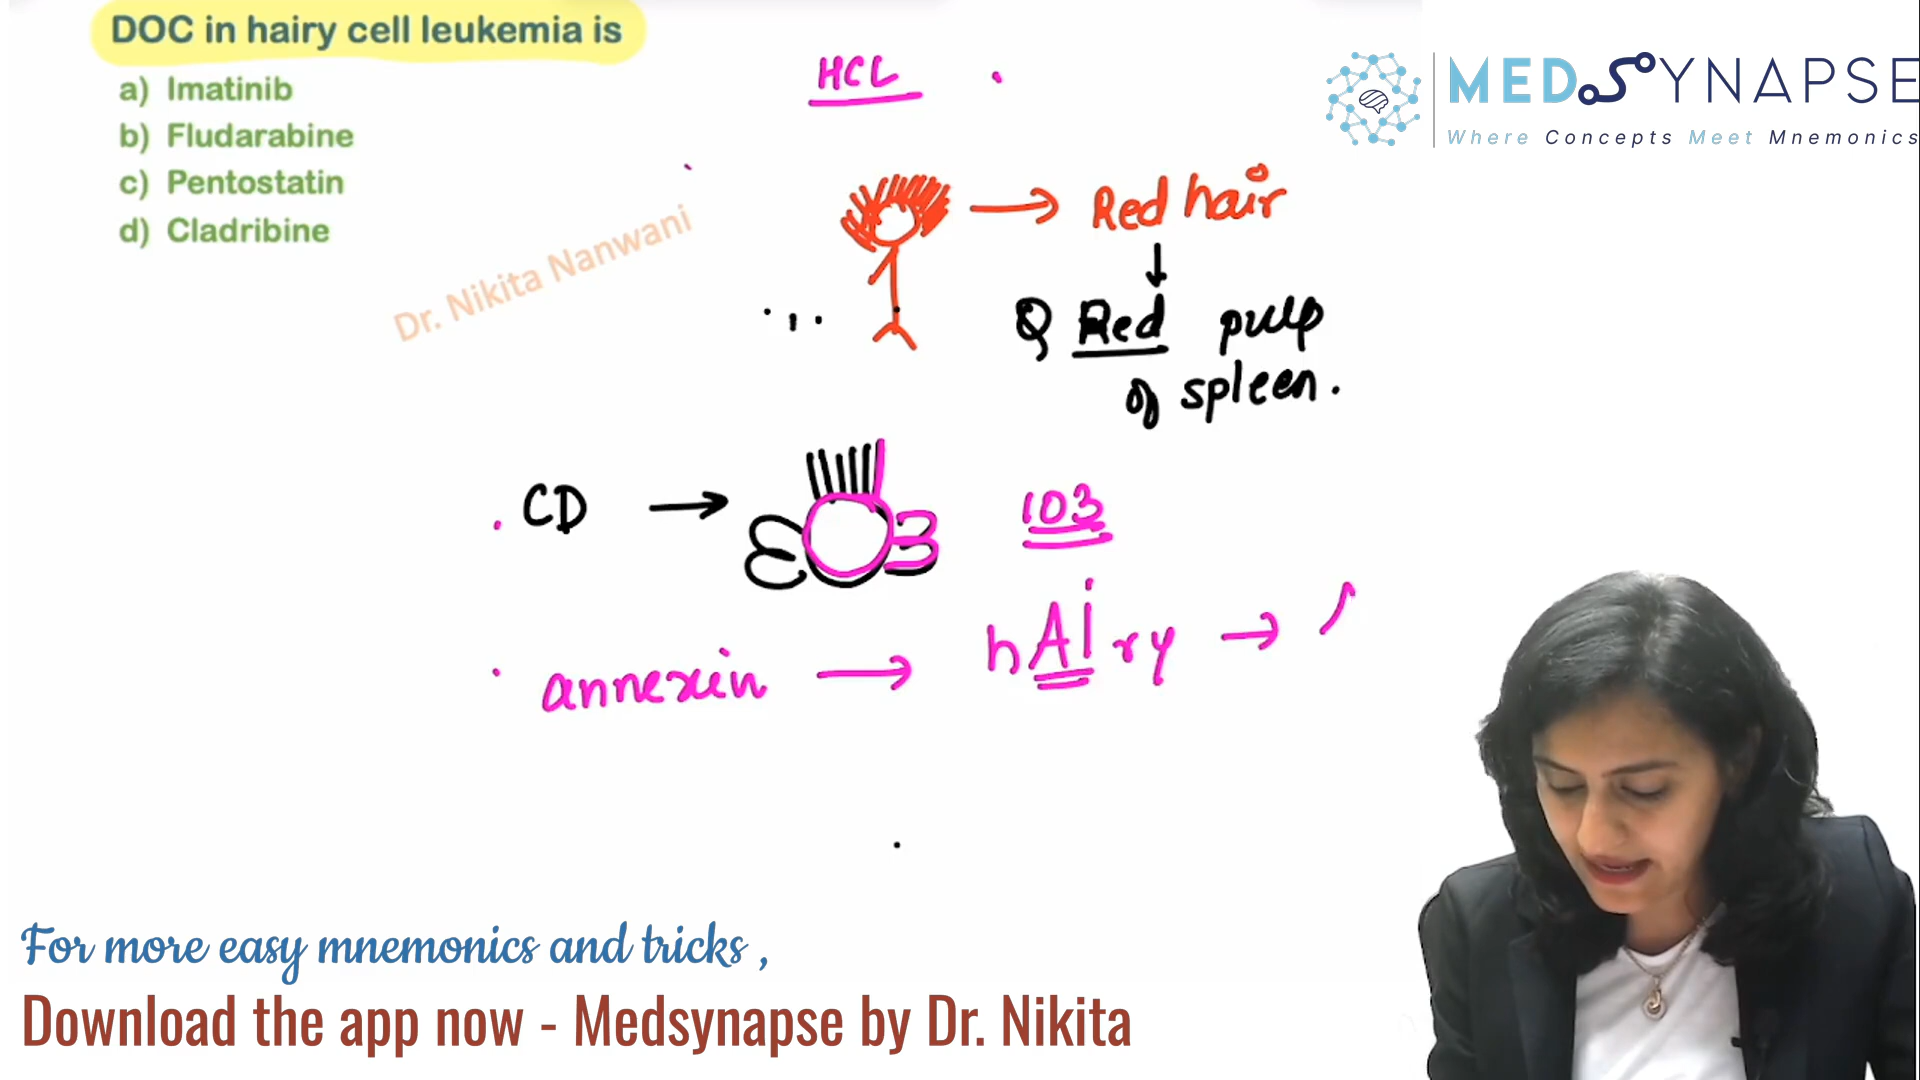 DOC in hairy cell leukemia is
a) Imatinib
b) Fludarabine
c) Pentostatin
d) Cladribine
HCL
MEDSYNAPSE
Where Concepts Meet Mnemonics
Dr. Nikita Nanwani
→ Red hair
↓
Q Red pulp
of spleen.
. CD → 103
. annexin → hAIry →
For more easy mnemonics and tricks ,
Download the app now - Medsynapse by Dr. Nikita